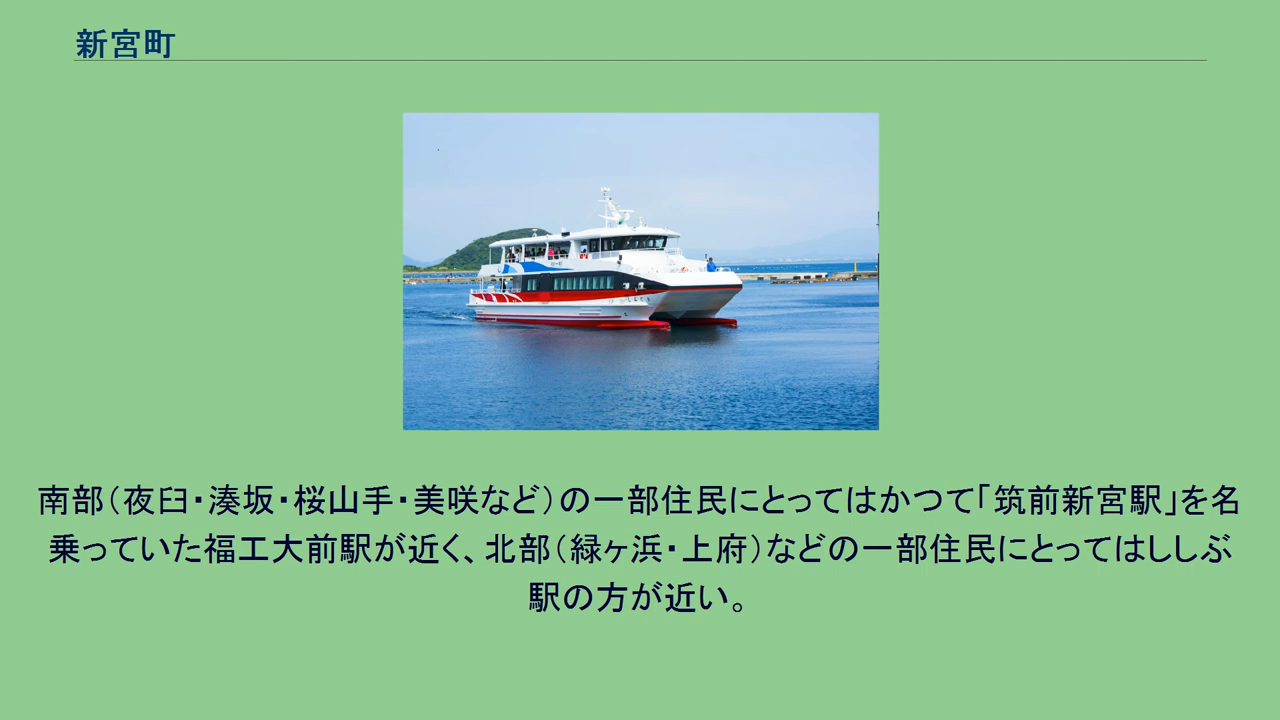 新宮町
南部（夜臼・湊坂・桜山手・美咲など）の一部住民にとってはかつて「筑前新宮駅」を名
乗っていた福工大前駅が近く、北部（緑ヶ浜・上府）などの一部住民にとってはししぶ
駅の方が近い。